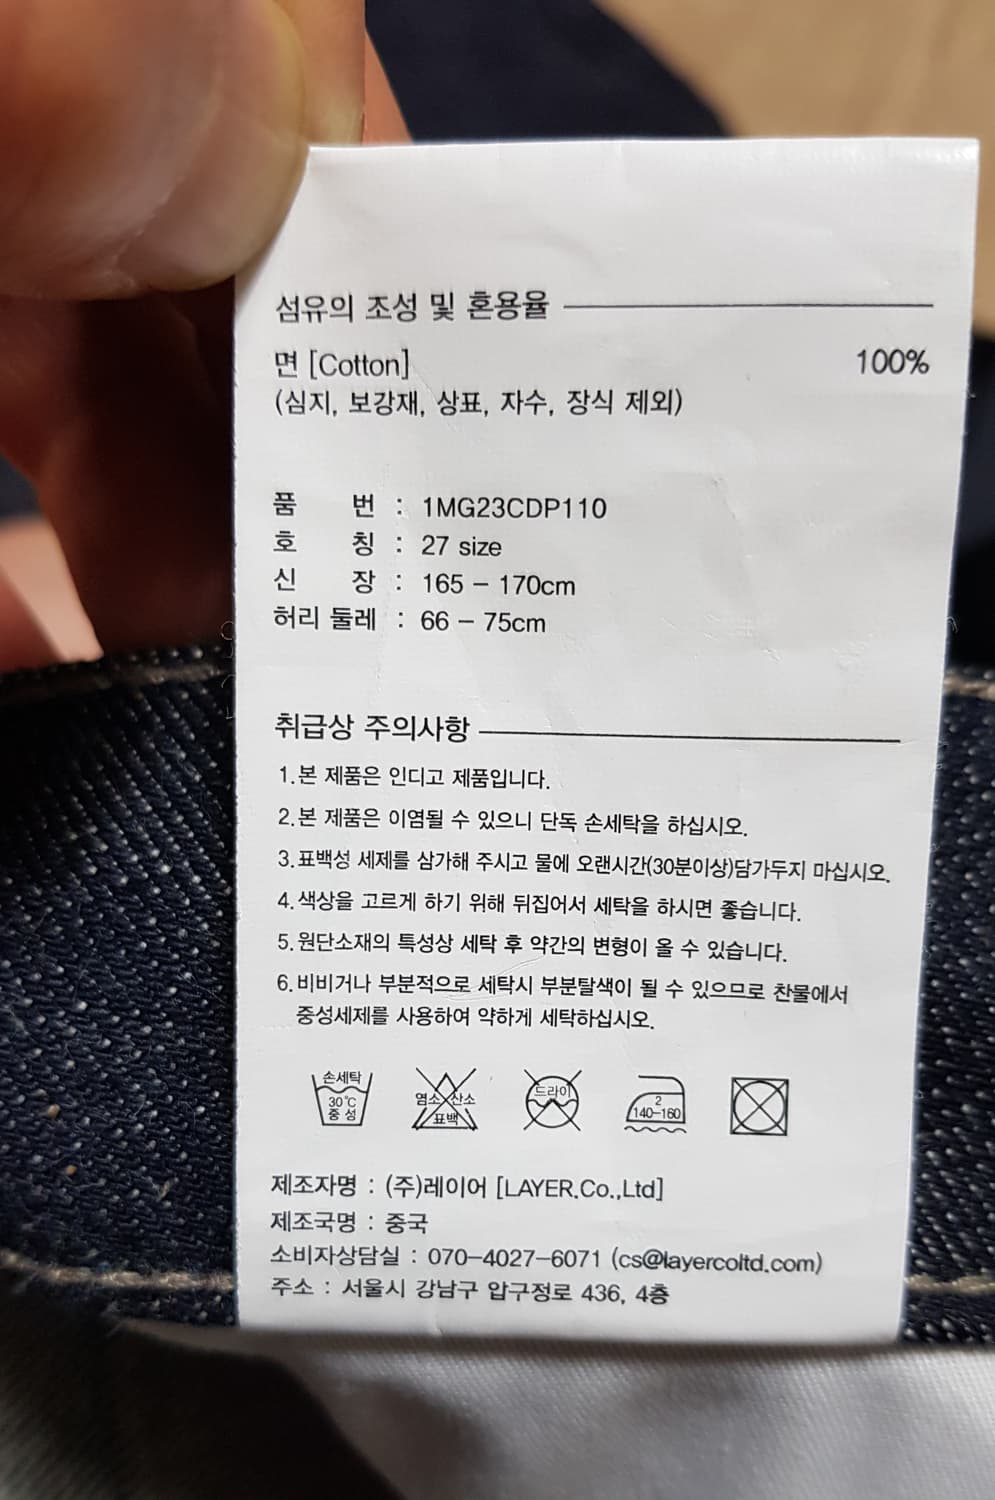 섬유의 조성 및 혼용율
면 [Cotton] 100%
(심지, 보강재, 상표, 자수, 장식 제외)
품 번 : 1MG23CDP110
호 칭 : 27 size
신 장 : 165 - 170cm
허리 둘레 : 66 - 75cm
취급상 주의사항
1.본 제품은 인디고 제품입니다.
2.본 제품은 이염될 수 있으니 단독 손세탁을 하십시오.
3.표백성 세제를 삼가해 주시고 물에 오랜시간(30분이상)담가두지 마십시오.
4.색상을 고르게 하기 위해 뒤집어서 세탁을 하시면 좋습니다.
5.원단소재의 특성상 세탁 후 약간의 변형이 올 수 있습니다.
6.비비거나 부분적으로 세탁시 부분탈색이 될 수 있으므로 찬물에서
중성세제를 사용하여 약하게 세탁하십시오.
손세탁
30℃
중성
염소 산소
표백
드라이
2
140-160
제조자명 : (주)레이어 [LAYER.Co.,Ltd]
제조국명 : 중국
소비자상담실 : 070-4027-6071 (cs@layercoltd.com)
주소 : 서울시 강남구 압구정로 436, 4층